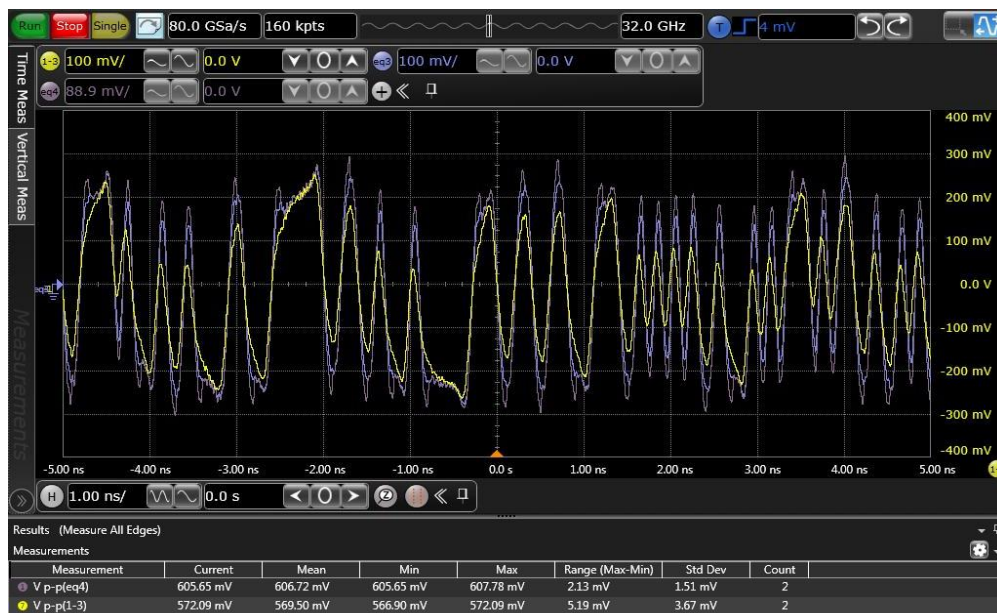 Run Stop Single 80.0 GSa/s 160 kpts 32.0 GHz T 4 mV
1-3 100 mV/ 0.0 V eq3 100 mV/ 0.0 V
eq4 88.9 mV/ 0.0 V
Time Meas
Vertical Meas
Measurements
400 mV
300 mV
200 mV
100 mV
0.0 V
-100 mV
-200 mV
-300 mV
-400 mV
-5.00 ns -4.00 ns -3.00 ns -2.00 ns -1.00 ns 0.0 s 1.00 ns 2.00 ns 3.00 ns 4.00 ns 5.00 ns
H 1.00 ns/ 0.0 s Z
Results (Measure All Edges)
Measurements
Measurement Current Mean Min Max Range (Max-Min) Std Dev Count
V p-p(eq4) 605.65 mV 606.72 mV 605.65 mV 607.78 mV 2.13 mV 1.51 mV 2
V p-p(1-3) 572.09 mV 569.50 mV 566.90 mV 572.09 mV 5.19 mV 3.67 mV 2